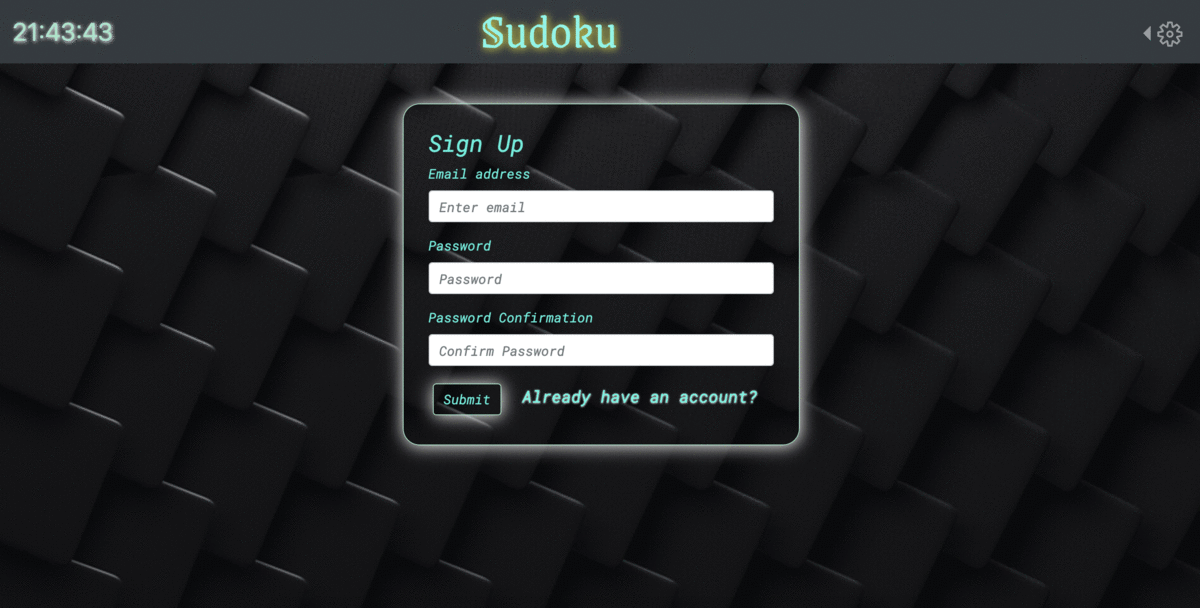 21:43:43
Sudoku
Sign Up
Email address
Enter email
Password
Password
Password Confirmation
Confirm Password
Submit
Already have an account?